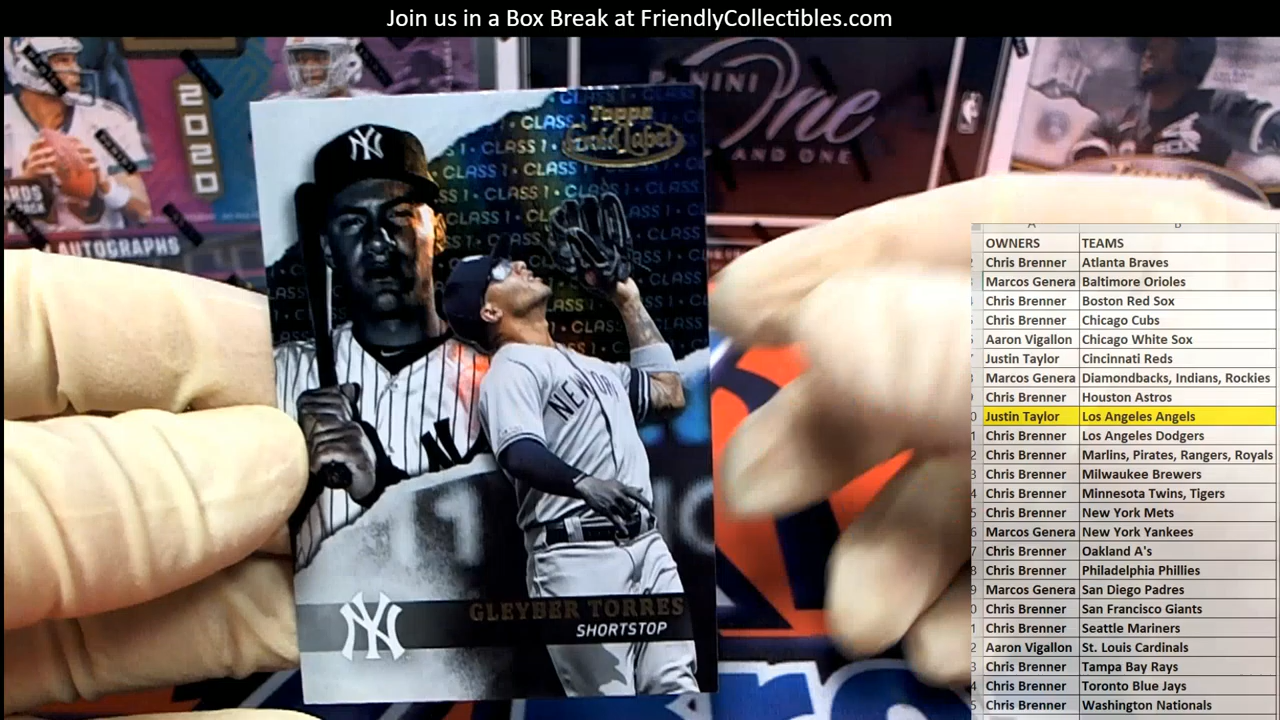 Join us in a Box Break at FriendlyCollectibles.com
2020
PANINI
One
AND ONE
AUTOGRAPHS
Topps
Gold Label
CLASS 1
NEW YORK
GLEYBER TORRES
SHORTSTOP
NY
A B
OWNERS TEAMS
Chris Brenner Atlanta Braves
Marcos Genera Baltimore Orioles
Chris Brenner Boston Red Sox
Chris Brenner Chicago Cubs
Aaron Vigallon Chicago White Sox
Justin Taylor Cincinnati Reds
Marcos Genera Diamondbacks, Indians, Rockies
Chris Brenner Houston Astros
Justin Taylor Los Angeles Angels
Chris Brenner Los Angeles Dodgers
Chris Brenner Marlins, Pirates, Rangers, Royals
Chris Brenner Milwaukee Brewers
Chris Brenner Minnesota Twins, Tigers
Chris Brenner New York Mets
Marcos Genera New York Yankees
Chris Brenner Oakland A's
Chris Brenner Philadelphia Phillies
Marcos Genera San Diego Padres
Chris Brenner San Francisco Giants
Chris Brenner Seattle Mariners
Aaron Vigallon St. Louis Cardinals
Chris Brenner Tampa Bay Rays
Chris Brenner Toronto Blue Jays
Chris Brenner Washington Nationals